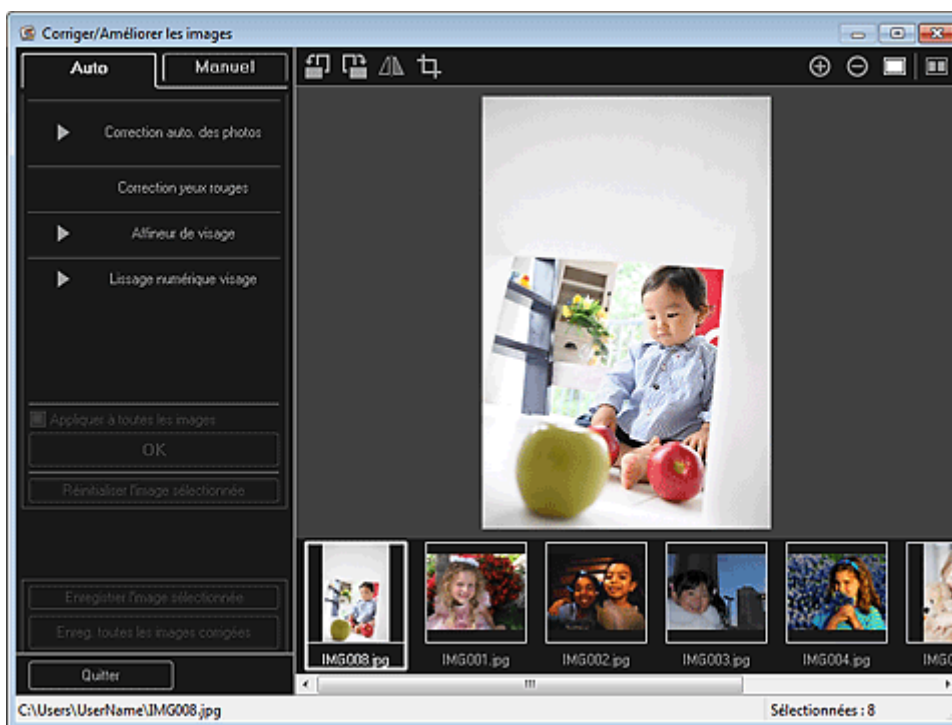 Corriger/Améliorer les images
Auto
Manuel
Correction auto. des photos
Correction yeux rouges
Affineur de visage
Lissage numérique visage
Appliquer à toutes les images
OK
Réinitialiser l'image sélectionnée
Enregistrer l'image sélectionnée
Enreg. toutes les images corrigées
Quitter
IMG008.jpg
IMG001.jpg
IMG002.jpg
IMG003.jpg
IMG004.jpg
C:\Users\UserName\IMG008.jpg
Sélectionnées : 8